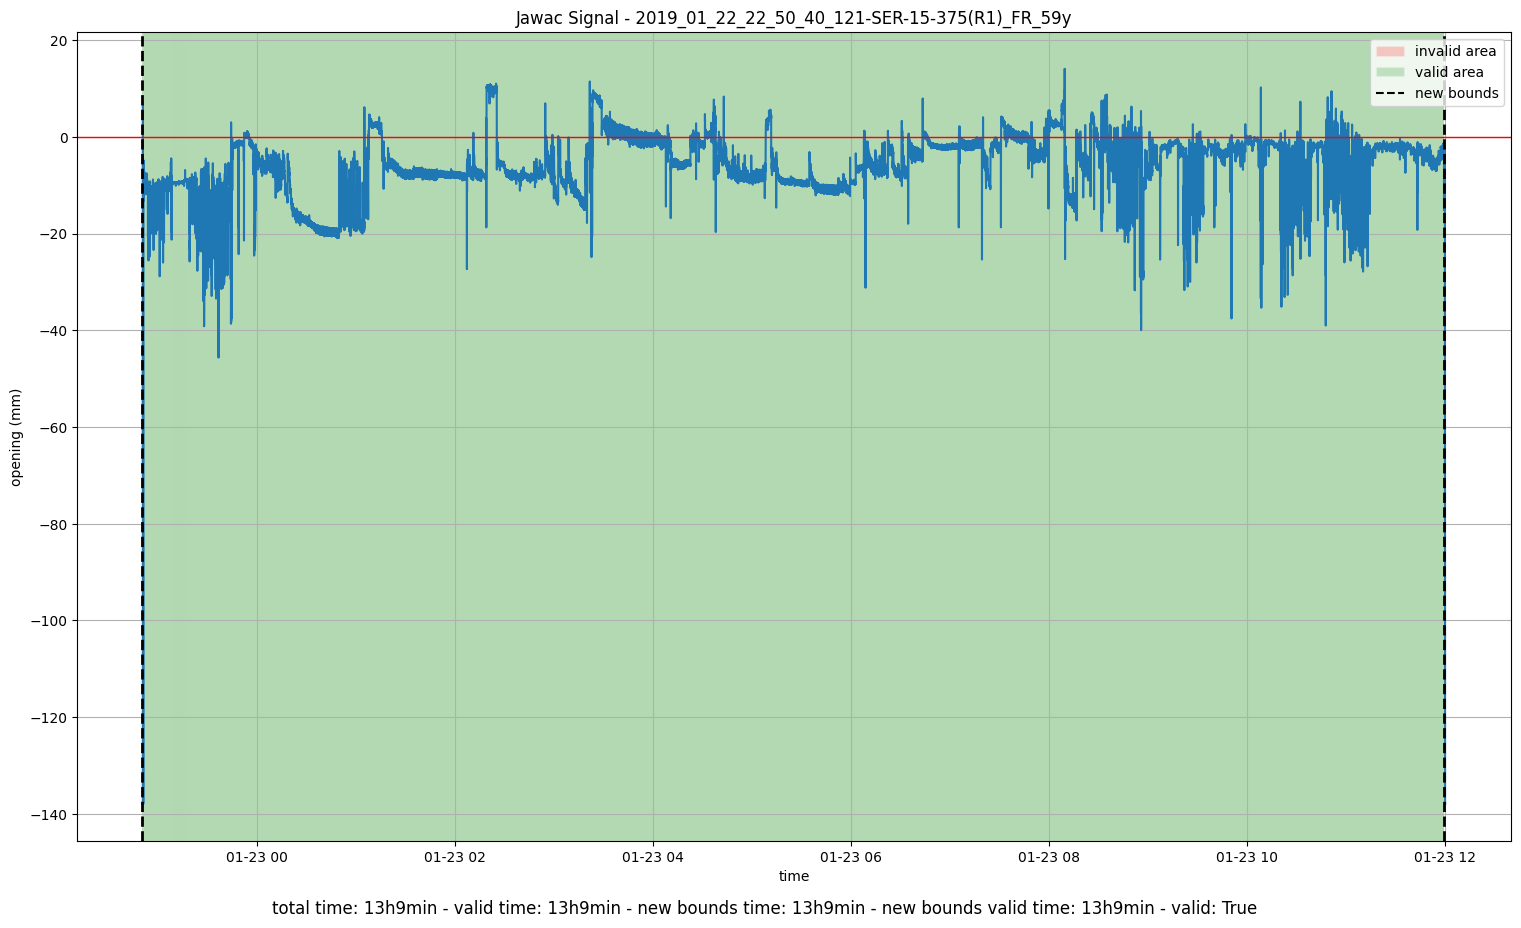 Jawac Signal - 2019_01_22_22_50_40_121-SER-15-375(R1)_FR_59y
invalid area
valid area
new bounds
20
0
−20
−40
−60
−80
−100
−120
−140
opening (mm)
01-23 00
01-23 02
01-23 04
01-23 06
01-23 08
01-23 10
01-23 12
time
total time: 13h9min - valid time: 13h9min - new bounds time: 13h9min - new bounds valid time: 13h9min - valid: True